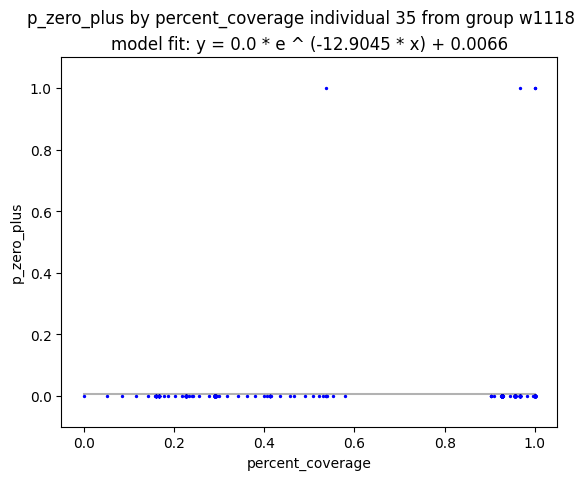 p_zero_plus by percent_coverage individual 35 from group w1118
model fit: y = 0.0 * e ^ (-12.9045 * x) + 0.0066
1.0
0.8
0.6
0.4
0.2
0.0
p_zero_plus
0.0 0.2 0.4 0.6 0.8 1.0
percent_coverage